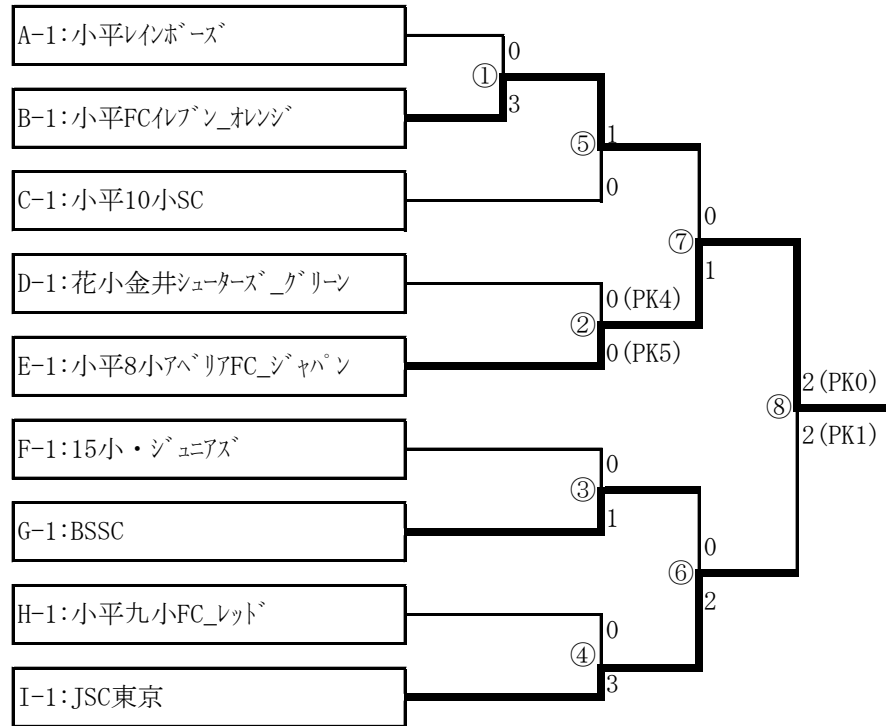 A-1:小平ﾚｲﾝﾎﾞｰｽﾞ
0
①
3
B-1:小平FCｲﾚﾌﾞﾝ_ｵﾚﾝｼﾞ
1
⑤
0
C-1:小平10小SC
0
⑦
1
D-1:花小金井ｼｭｰﾀｰｽﾞ_ｸﾞﾘｰﾝ
0(PK4)
②
0(PK5)
E-1:小平8小ｱﾍﾞﾘｱFC_ｼﾞｬﾊﾟﾝ
2(PK0)
⑧
2(PK1)
F-1:15小・ｼﾞｭﾆｱｽﾞ
0
③
1
G-1:BSSC
0
⑥
2
H-1:小平九小FC_ﾚｯﾄﾞ
0
④
3
I-1:JSC東京